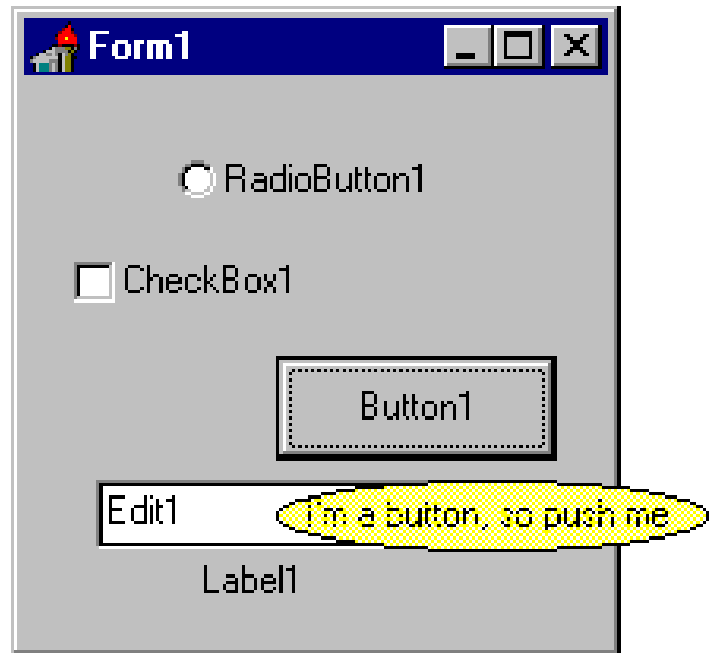 Form1
RadioButton1
CheckBox1
Button1
Edit1
I'm a button, so push me
Label1